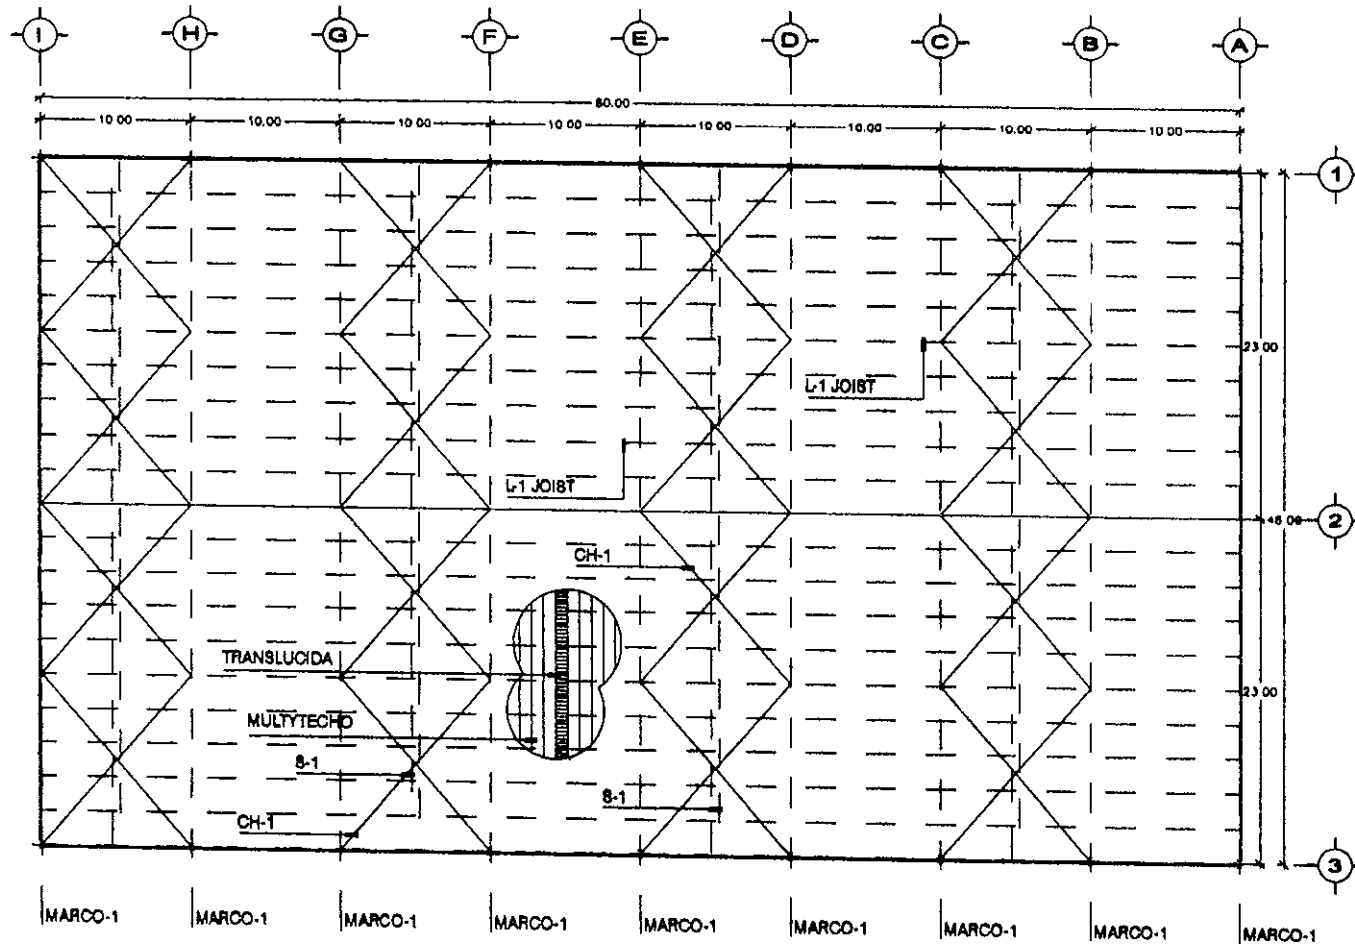 I H G F E D C B A
80.00
10 00 10.00 10 00 10 00 10 00 10.00 10.00 10 00
1
23 00
L-1 JOIST
L-1 JOIST
2
46 00
CH-1
TRANSLUCIDA
23 00
MULTYTECHO
S-1
S-1
CH-1
3
MARCO-1 MARCO-1 MARCO-1 MARCO-1 MARCO-1 MARCO-1 MARCO-1 MARCO-1 MARCO-1